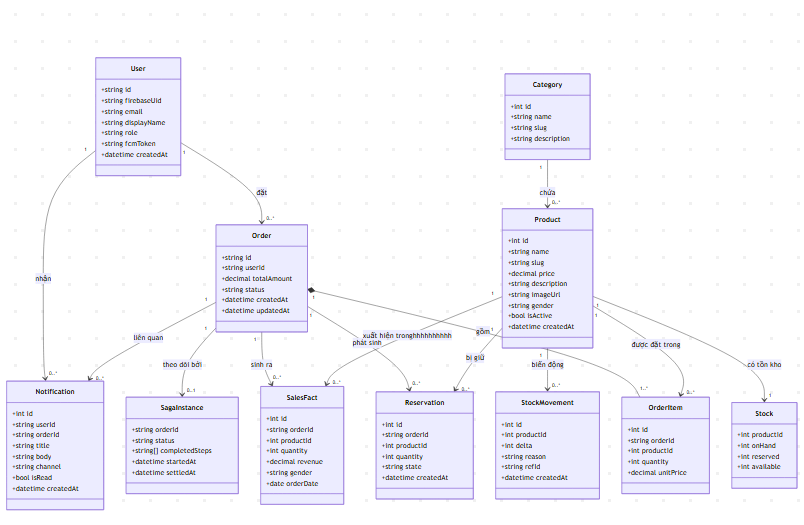 User
+string id
+string firebaseUid
+string email
+string displayName
+string role
+string fcmToken
+datetime createdAt
Category
+int id
+string name
+string slug
+string description
1
1
1
đặt
chứa
0..*
0..*
Order
+string id
+string userId
+decimal totalAmount
+string status
+datetime createdAt
+datetime updatedAt
Product
+int id
+string name
+string slug
+decimal price
+string description
+string imageUrl
+string gender
+bool isActive
+datetime createdAt
nhận
1
1
1
1
1
1
1
1
1
1
1
liên quan
phát sinh
xuất hiện tronghhhhhhhhhh
gồm
được đặt trong
theo dõi bởi
sinh ra
bị giữ
biến động
có tồn kho
0..*
0..*
0..1
0..*
0..*
0..*
0..*
0..*
1..*
0..*
1
Notification
+int id
+string userId
+string orderId
+string title
+string body
+string channel
+bool isRead
+datetime createdAt
SagaInstance
+string orderId
+string status
+string[] completedSteps
+datetime startedAt
+datetime settledAt
SalesFact
+int id
+string orderId
+int productId
+int quantity
+decimal revenue
+string gender
+date orderDate
Reservation
+int id
+string orderId
+int productId
+int quantity
+string state
+datetime createdAt
StockMovement
+int id
+int productId
+int delta
+string reason
+string refId
+datetime createdAt
OrderItem
+int id
+string orderId
+int productId
+int quantity
+decimal unitPrice
Stock
+int productId
+int onHand
+int reserved
+int available